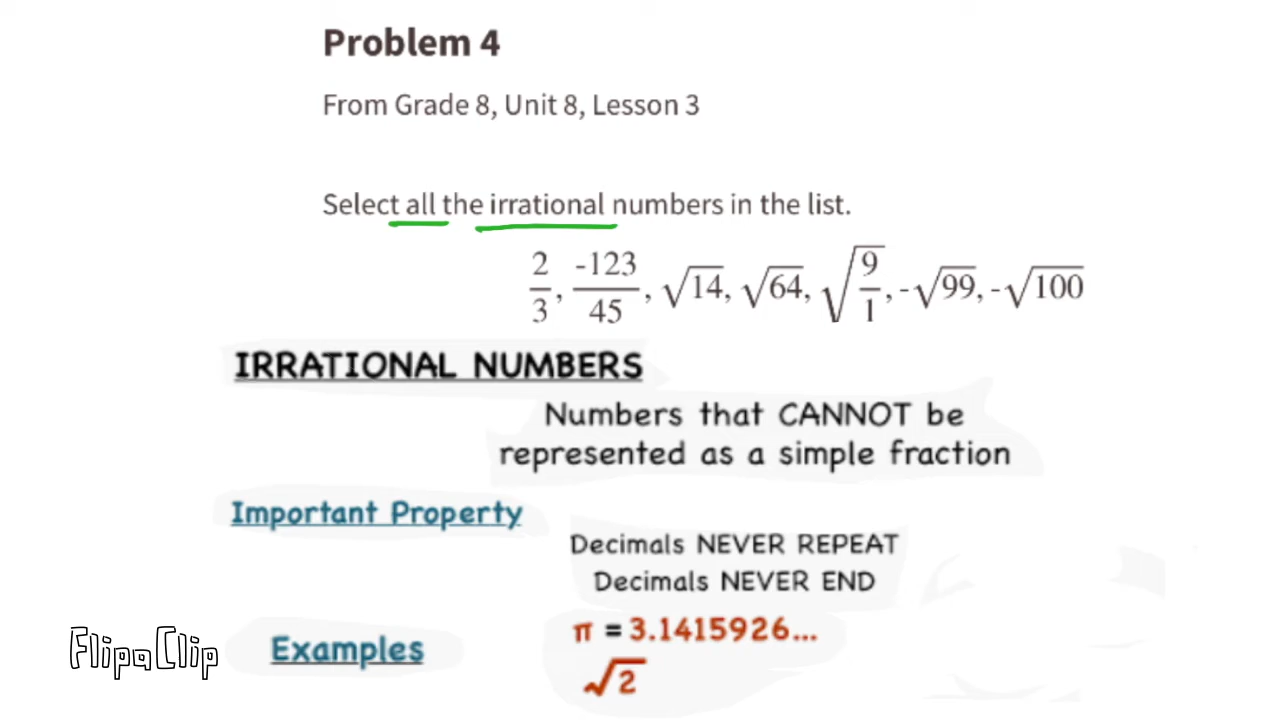 Problem 4
From Grade 8, Unit 8, Lesson 3
Select all the irrational numbers in the list.
2/3, -123/45, √14, √64, √(9/1), -√99, -√100
IRRATIONAL NUMBERS
Numbers that CANNOT be
represented as a simple fraction
Important Property
Decimals NEVER REPEAT
Decimals NEVER END
Examples
π = 3.1415926...
√2
FlipaClip